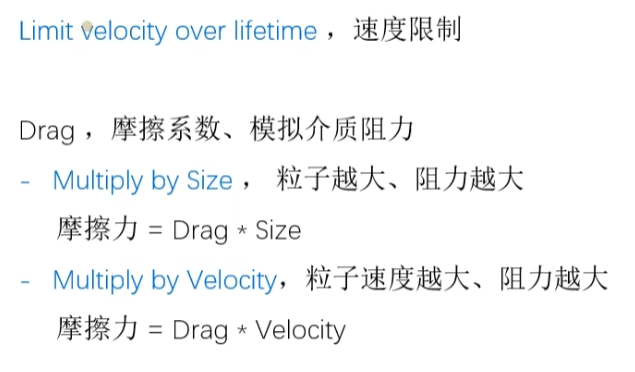 Limit velocity over lifetime ，速度限制
Drag ，摩擦系数、模拟介质阻力
- Multiply by Size ， 粒子越大、阻力越大
摩擦力 = Drag * Size
- Multiply by Velocity，粒子速度越大、阻力越大
摩擦力 = Drag * Velocity